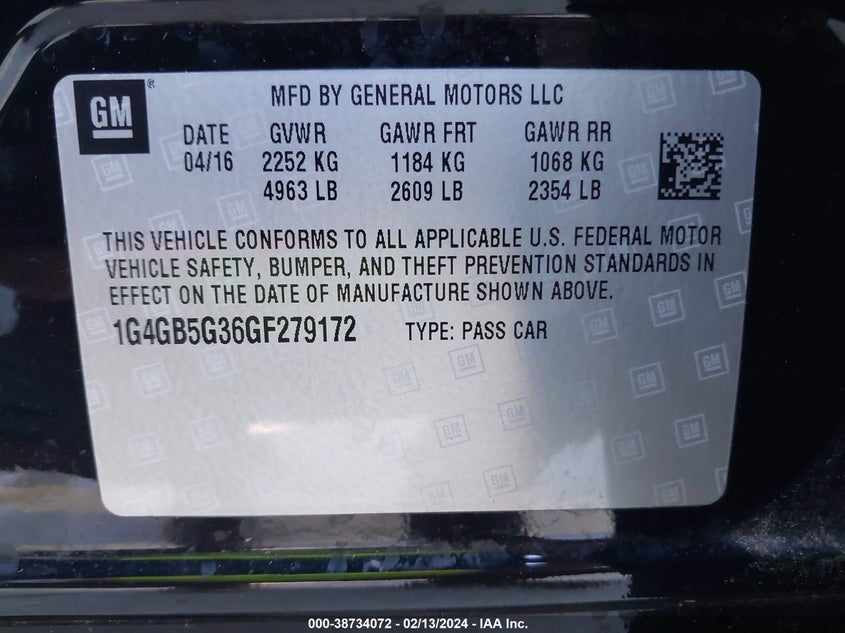 GM
MFD BY GENERAL MOTORS LLC
DATE GVWR GAWR FRT GAWR RR
04/16 2252 KG 1184 KG 1068 KG
4963 LB 2609 LB 2354 LB
THIS VEHICLE CONFORMS TO ALL APPLICABLE U.S. FEDERAL MOTOR
VEHICLE SAFETY, BUMPER, AND THEFT PREVENTION STANDARDS IN
EFFECT ON THE DATE OF MANUFACTURE SHOWN ABOVE.
1G4GB5G36GF279172 TYPE: PASS CAR
000-38734072 - 02/13/2024 - IAA Inc.